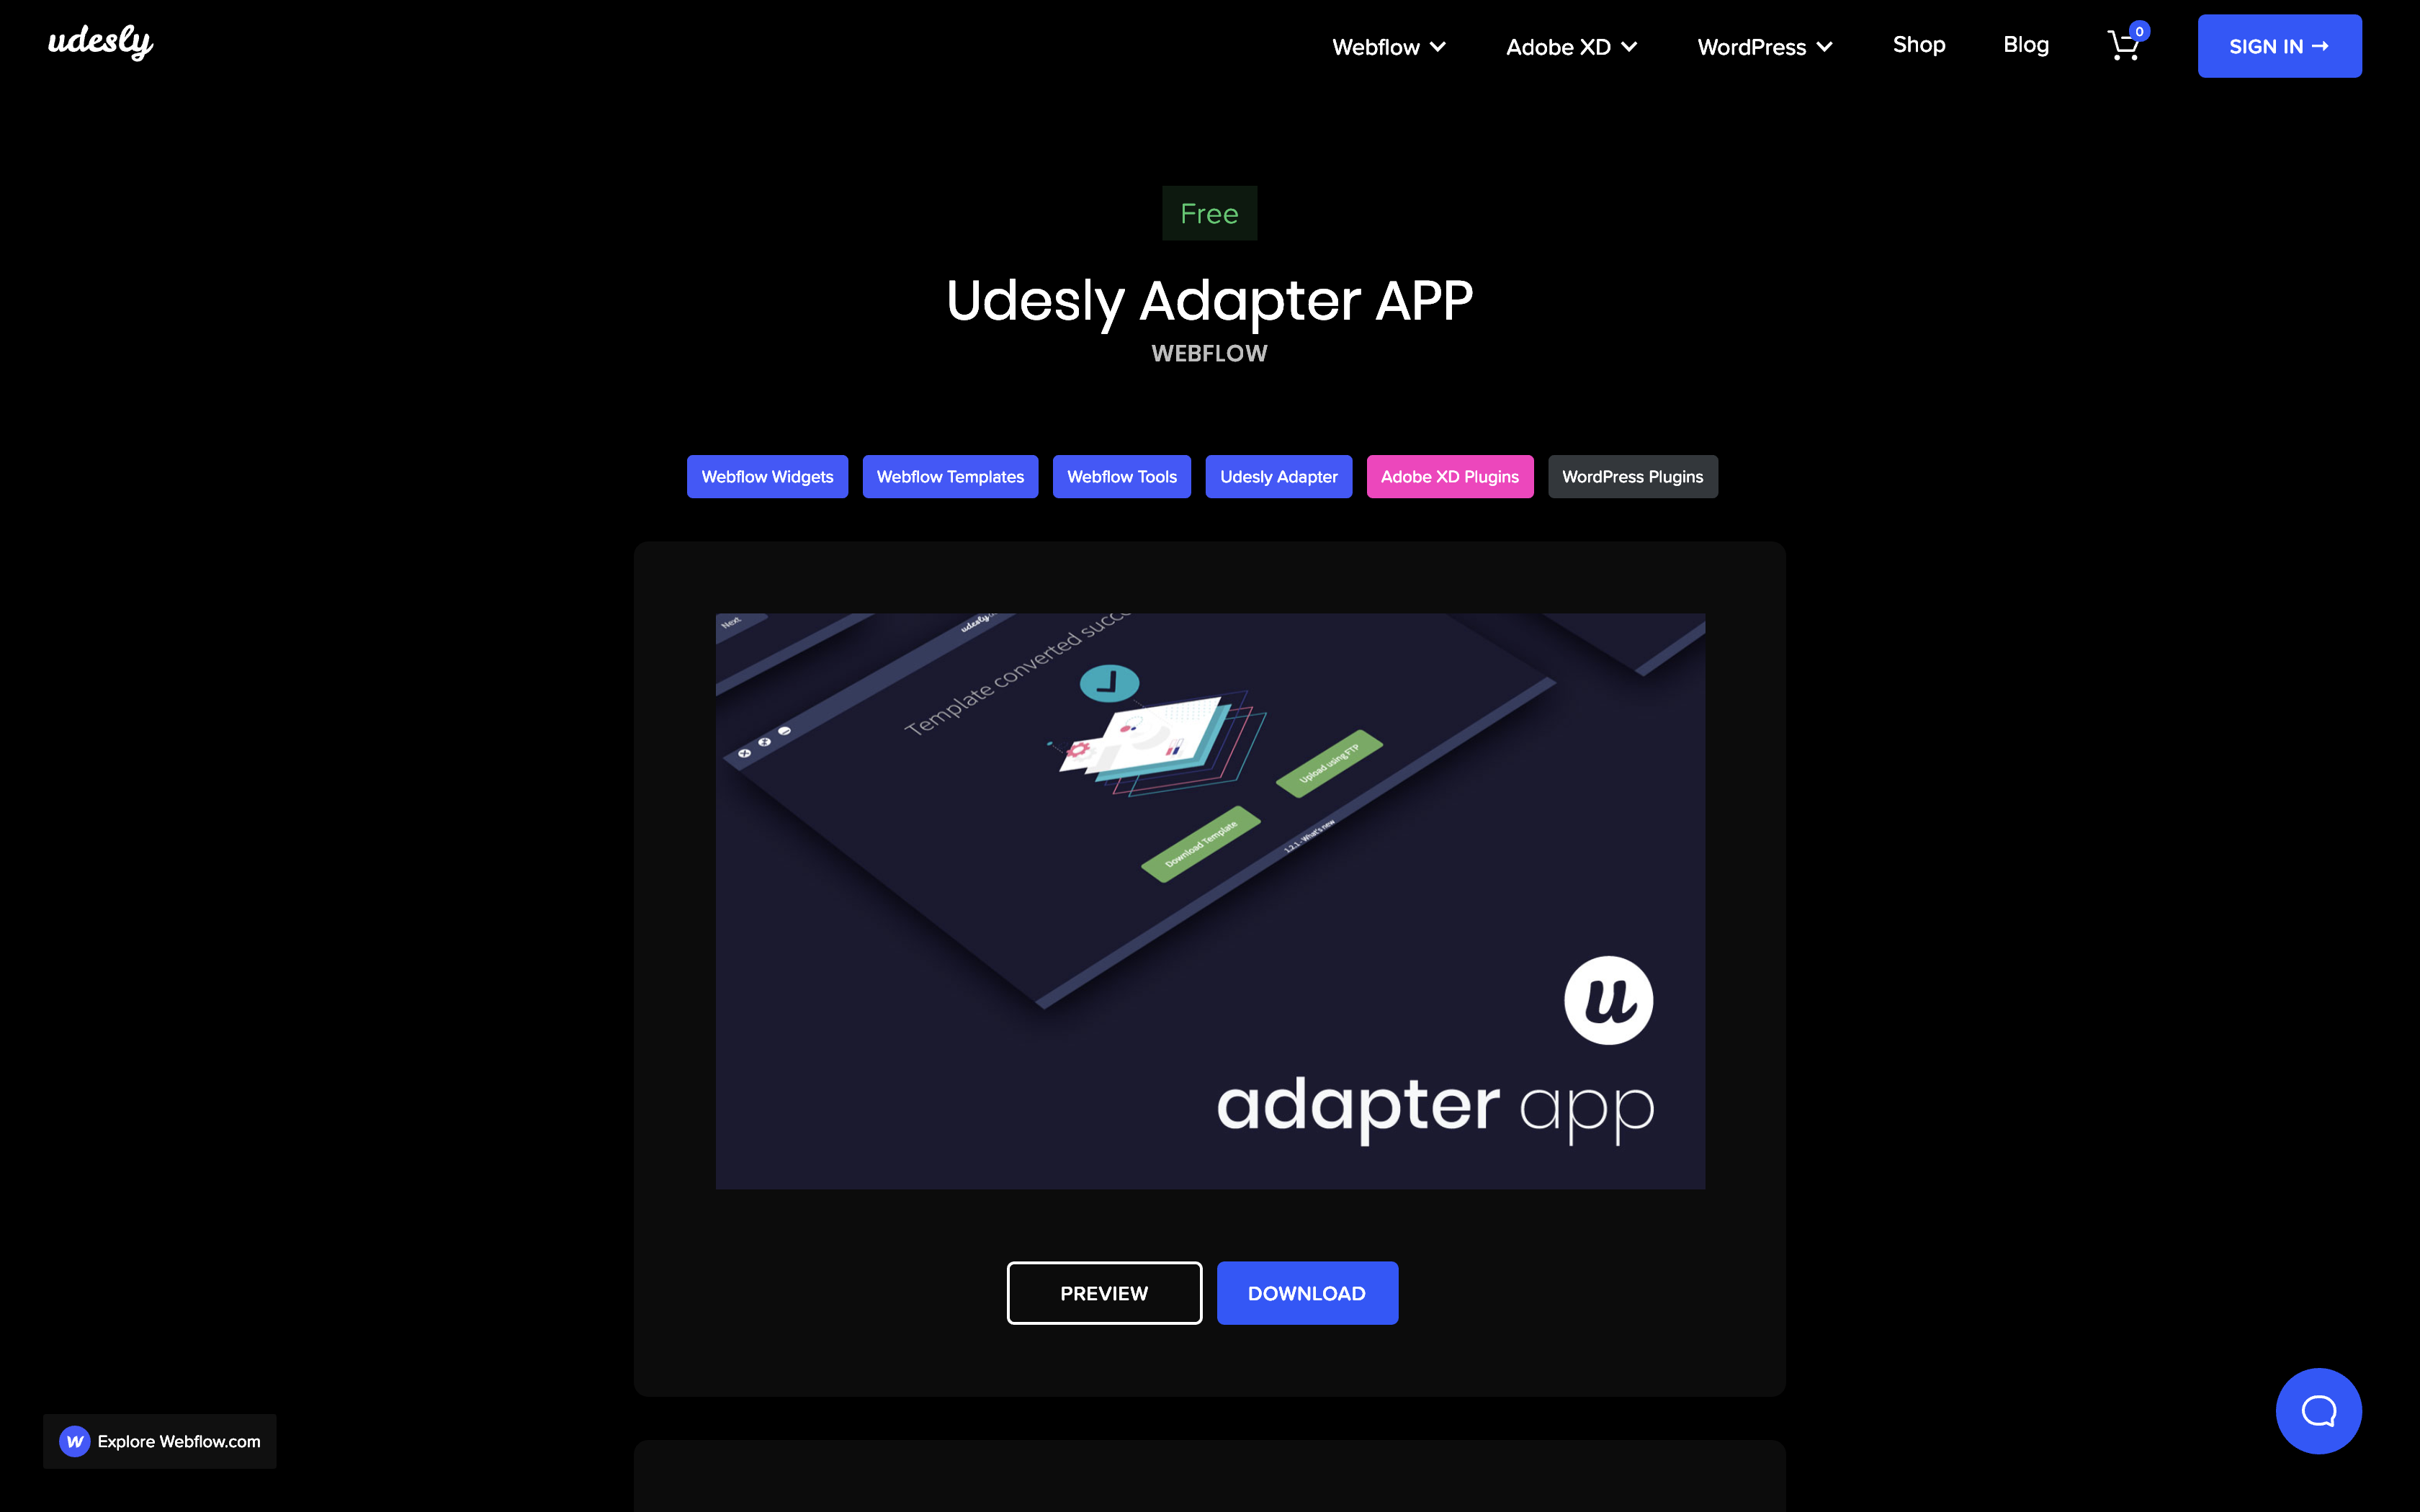 udesly
Webflow
Adobe XD
WordPress
Shop
Blog
0
SIGN IN →
Free
Udesly Adapter APP
WEBFLOW
Webflow Widgets
Webflow Templates
Webflow Tools
Udesly Adapter
Adobe XD Plugins
WordPress Plugins
Next
udesly
Template converted succe
Upload using FTP
Download Template
1.2.1 - What's new
u
adapter app
PREVIEW
DOWNLOAD
W Explore Webflow.com